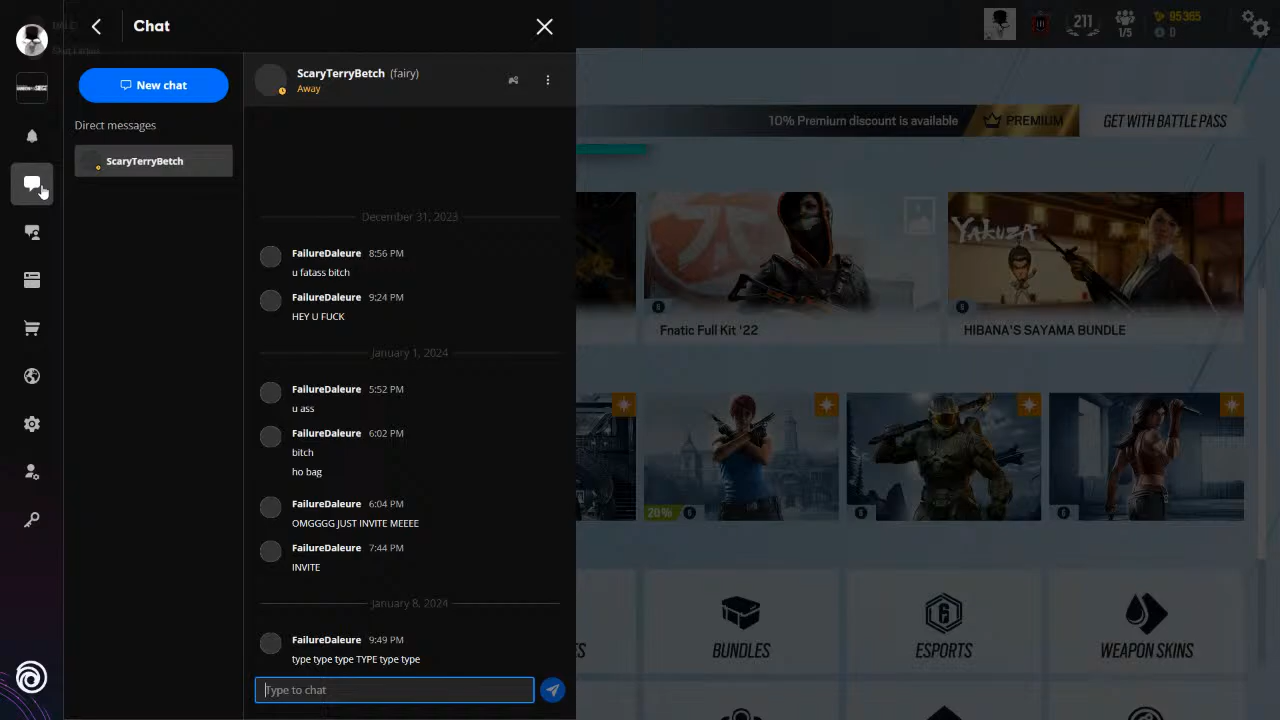 Chat
New chat
Direct messages
ScaryTerryBetch
ScaryTerryBetch (fairy)
Away
December 31, 2023
FailureDaleure 8:56 PM
u fatass bitch
FailureDaleure 9:24 PM
HEY U FUCK
January 1, 2024
FailureDaleure 5:52 PM
u ass
FailureDaleure 6:02 PM
bitch
ho bag
FailureDaleure 6:04 PM
OMGGGG JUST INVITE MEEEE
FailureDaleure 7:44 PM
INVITE
January 8, 2024
FailureDaleure 9:49 PM
type type type TYPE type type
Type to chat
211
1/5
95365
0
10% Premium discount is available
PREMIUM
GET WITH BATTLE PASS
Fnatic Full Kit '22
YAKUZA
HIBANA'S SAYAMA BUNDLE
20%
BUNDLES
ESPORTS
WEAPON SKINS